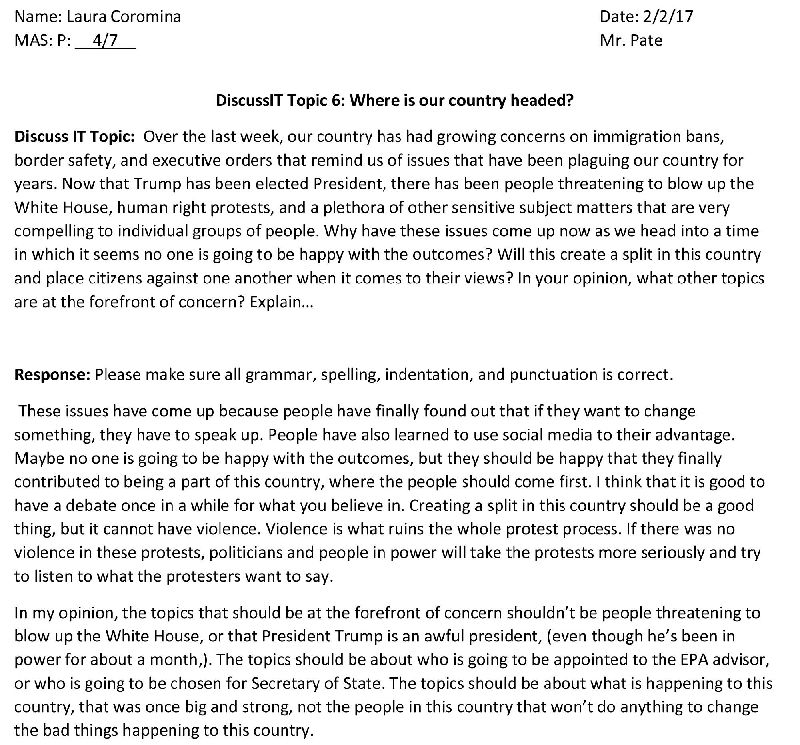 Name: Laura Coromina
Date: 2/2/17
MAS: P: 4/7
Mr. Pate
DiscussIT Topic 6: Where is our country headed?
Discuss IT Topic: Over the last week, our country has had growing concerns on immigration bans,
border safety, and executive orders that remind us of issues that have been plaguing our country for
years. Now that Trump has been elected President, there has been people threatening to blow up the
White House, human right protests, and a plethora of other sensitive subject matters that are very
compelling to individual groups of people. Why have these issues come up now as we head into a time
in which it seems no one is going to be happy with the outcomes? Will this create a split in this country
and place citizens against one another when it comes to their views? In your opinion, what other topics
are at the forefront of concern? Explain...
Response: Please make sure all grammar, spelling, indentation, and punctuation is correct.
These issues have come up because people have finally found out that if they want to change
something, they have to speak up. People have also learned to use social media to their advantage.
Maybe no one is going to be happy with the outcomes, but they should be happy that they finally
contributed to being a part of this country, where the people should come first. I think that it is good to
have a debate once in a while for what you believe in. Creating a split in this country should be a good
thing, but it cannot have violence. Violence is what ruins the whole protest process. If there was no
violence in these protests, politicians and people in power will take the protests more seriously and try
to listen to what the protesters want to say.
In my opinion, the topics that should be at the forefront of concern shouldn't be people threatening to
blow up the White House, or that President Trump is an awful president, (even though he's been in
power for about a month,). The topics should be about who is going to be appointed to the EPA advisor,
or who is going to be chosen for Secretary of State. The topics should be about what is happening to this
country, that was once big and strong, not the people in this country that won't do anything to change
the bad things happening to this country.